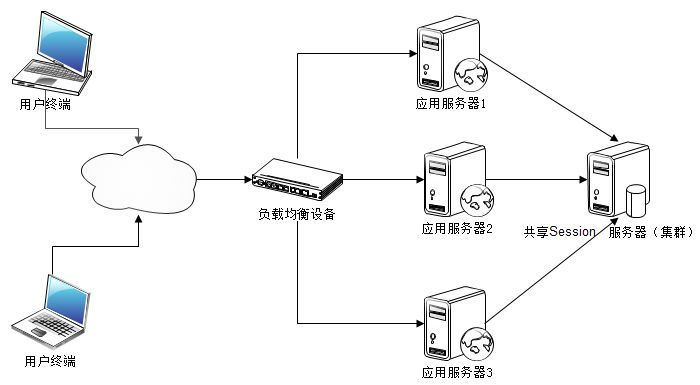 用户终端
应用服务器1
负载均衡设备
应用服务器2
共享Session 服务器（集群）
用户终端
应用服务器3